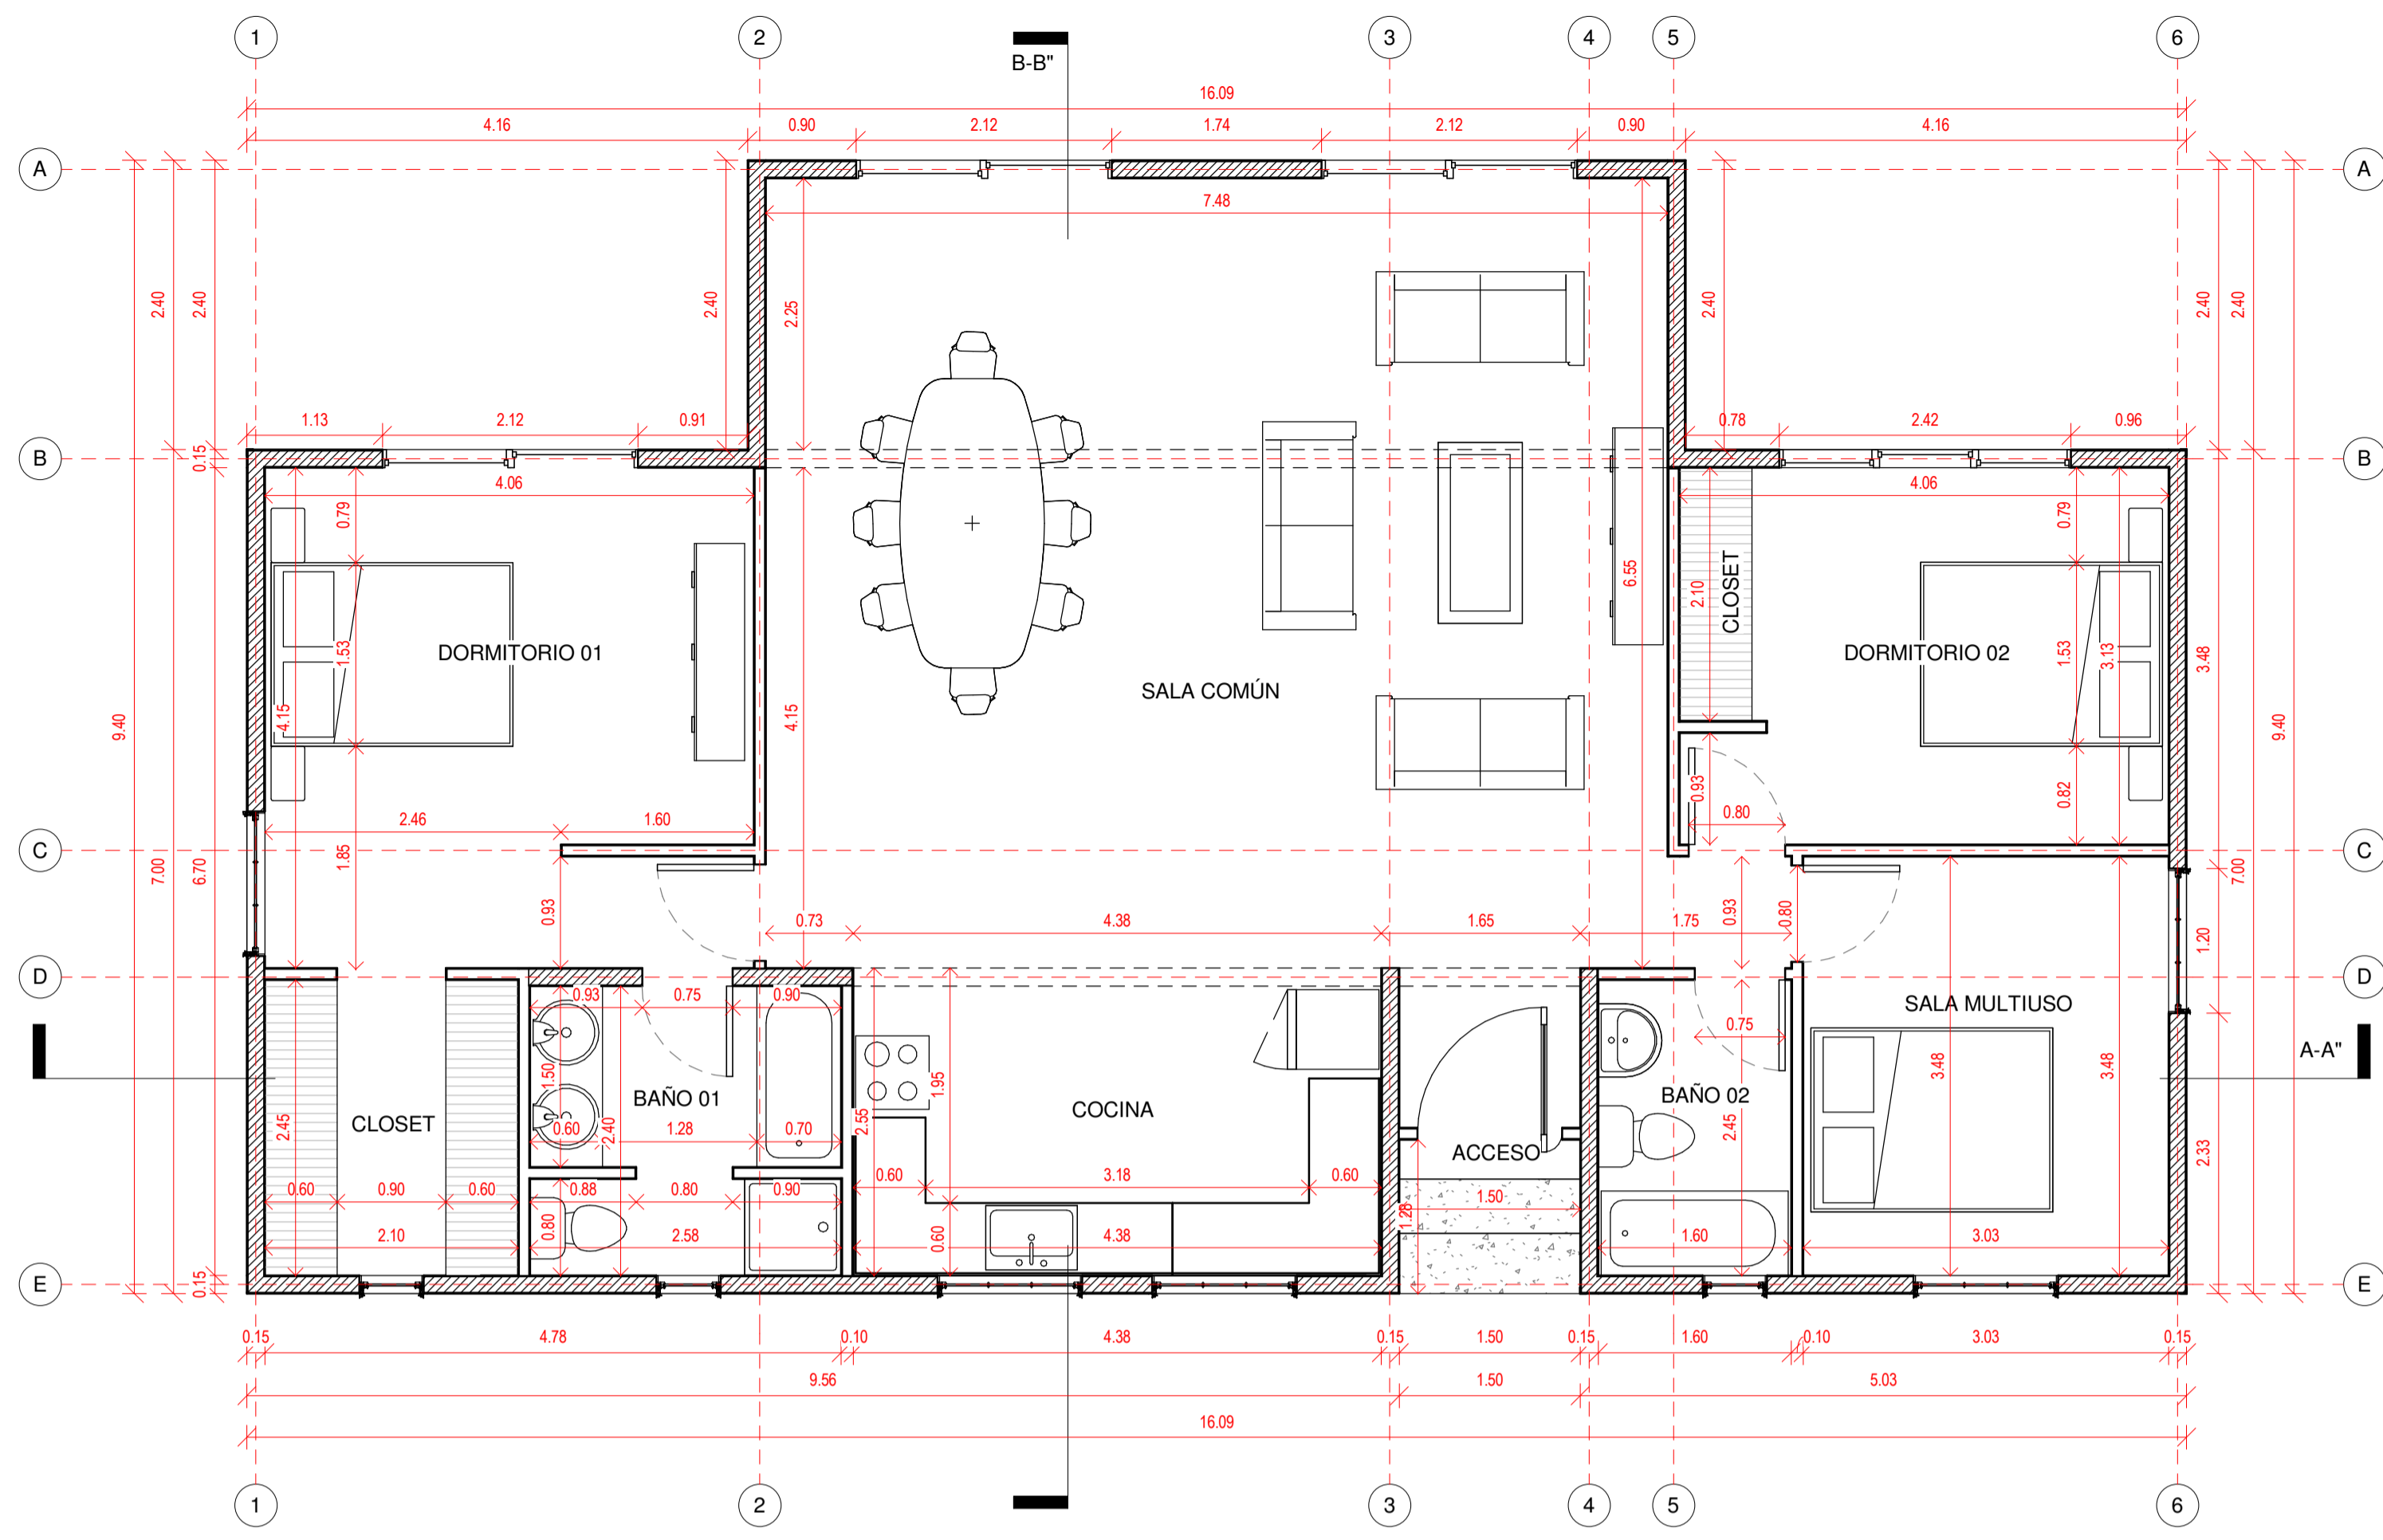 1 2 3 4 5 6
B-B"
16.09
4.16 0.90 2.12 1.74 2.12 0.90 4.16
A A
7.48
2.40 2.40 2.40 2.25 2.40 2.40 2.40
1.13 2.12 0.91 0.78 2.42 0.96
B B
0.15
4.06 4.06
0.79 0.79
6.55
2.10
CLOSET
DORMITORIO 01 DORMITORIO 02
1.53 1.53 3.13 3.48
SALA COMÚN
9.40 4.15 4.15 9.40
0.93 0.82
0.80
2.46 1.60
C C
7.00 6.70 1.85 7.00
0.93 0.73 4.38 1.65 1.75 0.93 0.80
1.20
D D
0.93 0.75 0.90
SALA MULTIUSO
0.75
A-A"
1.50 1.95 3.48 3.48
BAÑO 01 COCINA BAÑO 02
CLOSET
2.45 2.40 2.55 2.45
0.60 1.28 0.70
ACCESO
2.33
0.60 0.90 0.60 0.88 0.80 0.90 0.60 3.18 0.60 1.50
1.28
0.80 0.60
2.10 2.58 4.38 1.60 3.03
E E
0.15
0.15 4.78 0.10 4.38 0.15 1.50 0.15 1.60 0.10 3.03 0.15
9.56 1.50 5.03
16.09
1 2 3 4 5 6